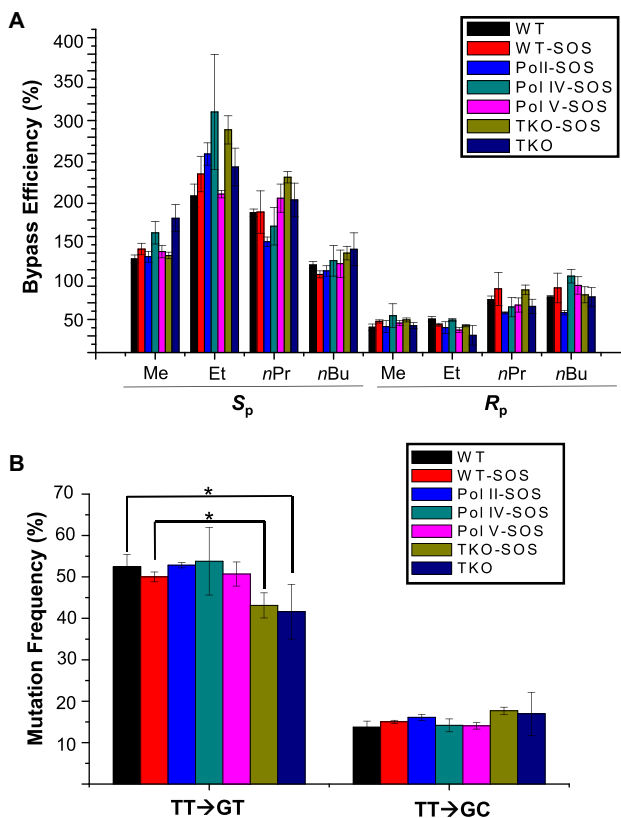 A
Bypass Efficiency (%)
400
350
300
250
200
150
100
50
WT
WT-SOS
PolII-SOS
Pol IV-SOS
Pol V-SOS
TKO-SOS
TKO
Me Et nPr nBu Me Et nPr nBu
Sp Rp
B
Mutation Frequency (%)
70
60
50
40
30
20
10
WT
WT-SOS
Pol II-SOS
Pol IV-SOS
Pol V-SOS
TKO-SOS
TKO
*
*
TT→GT TT→GC